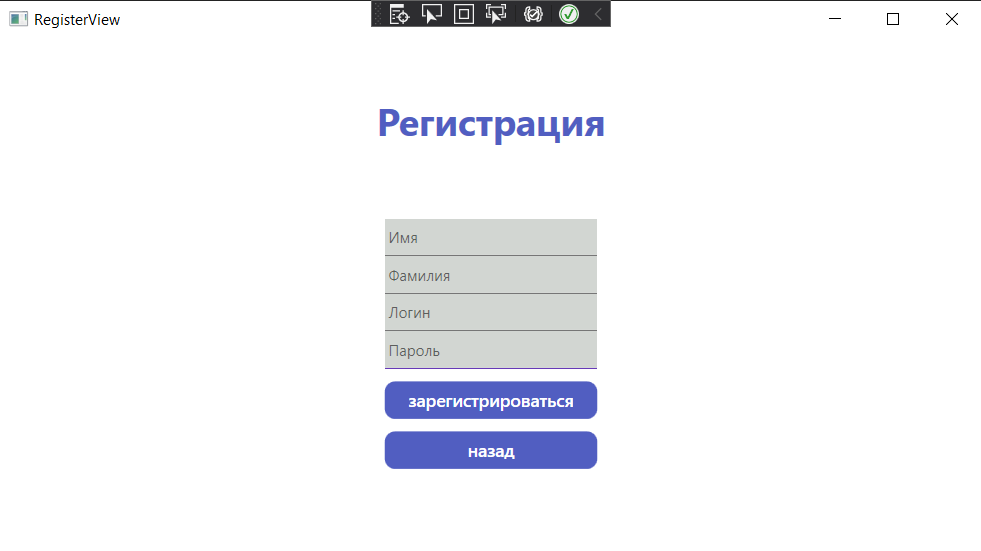 RegisterView
Регистрация
Имя
Фамилия
Логин
Пароль
зарегистрироваться
назад